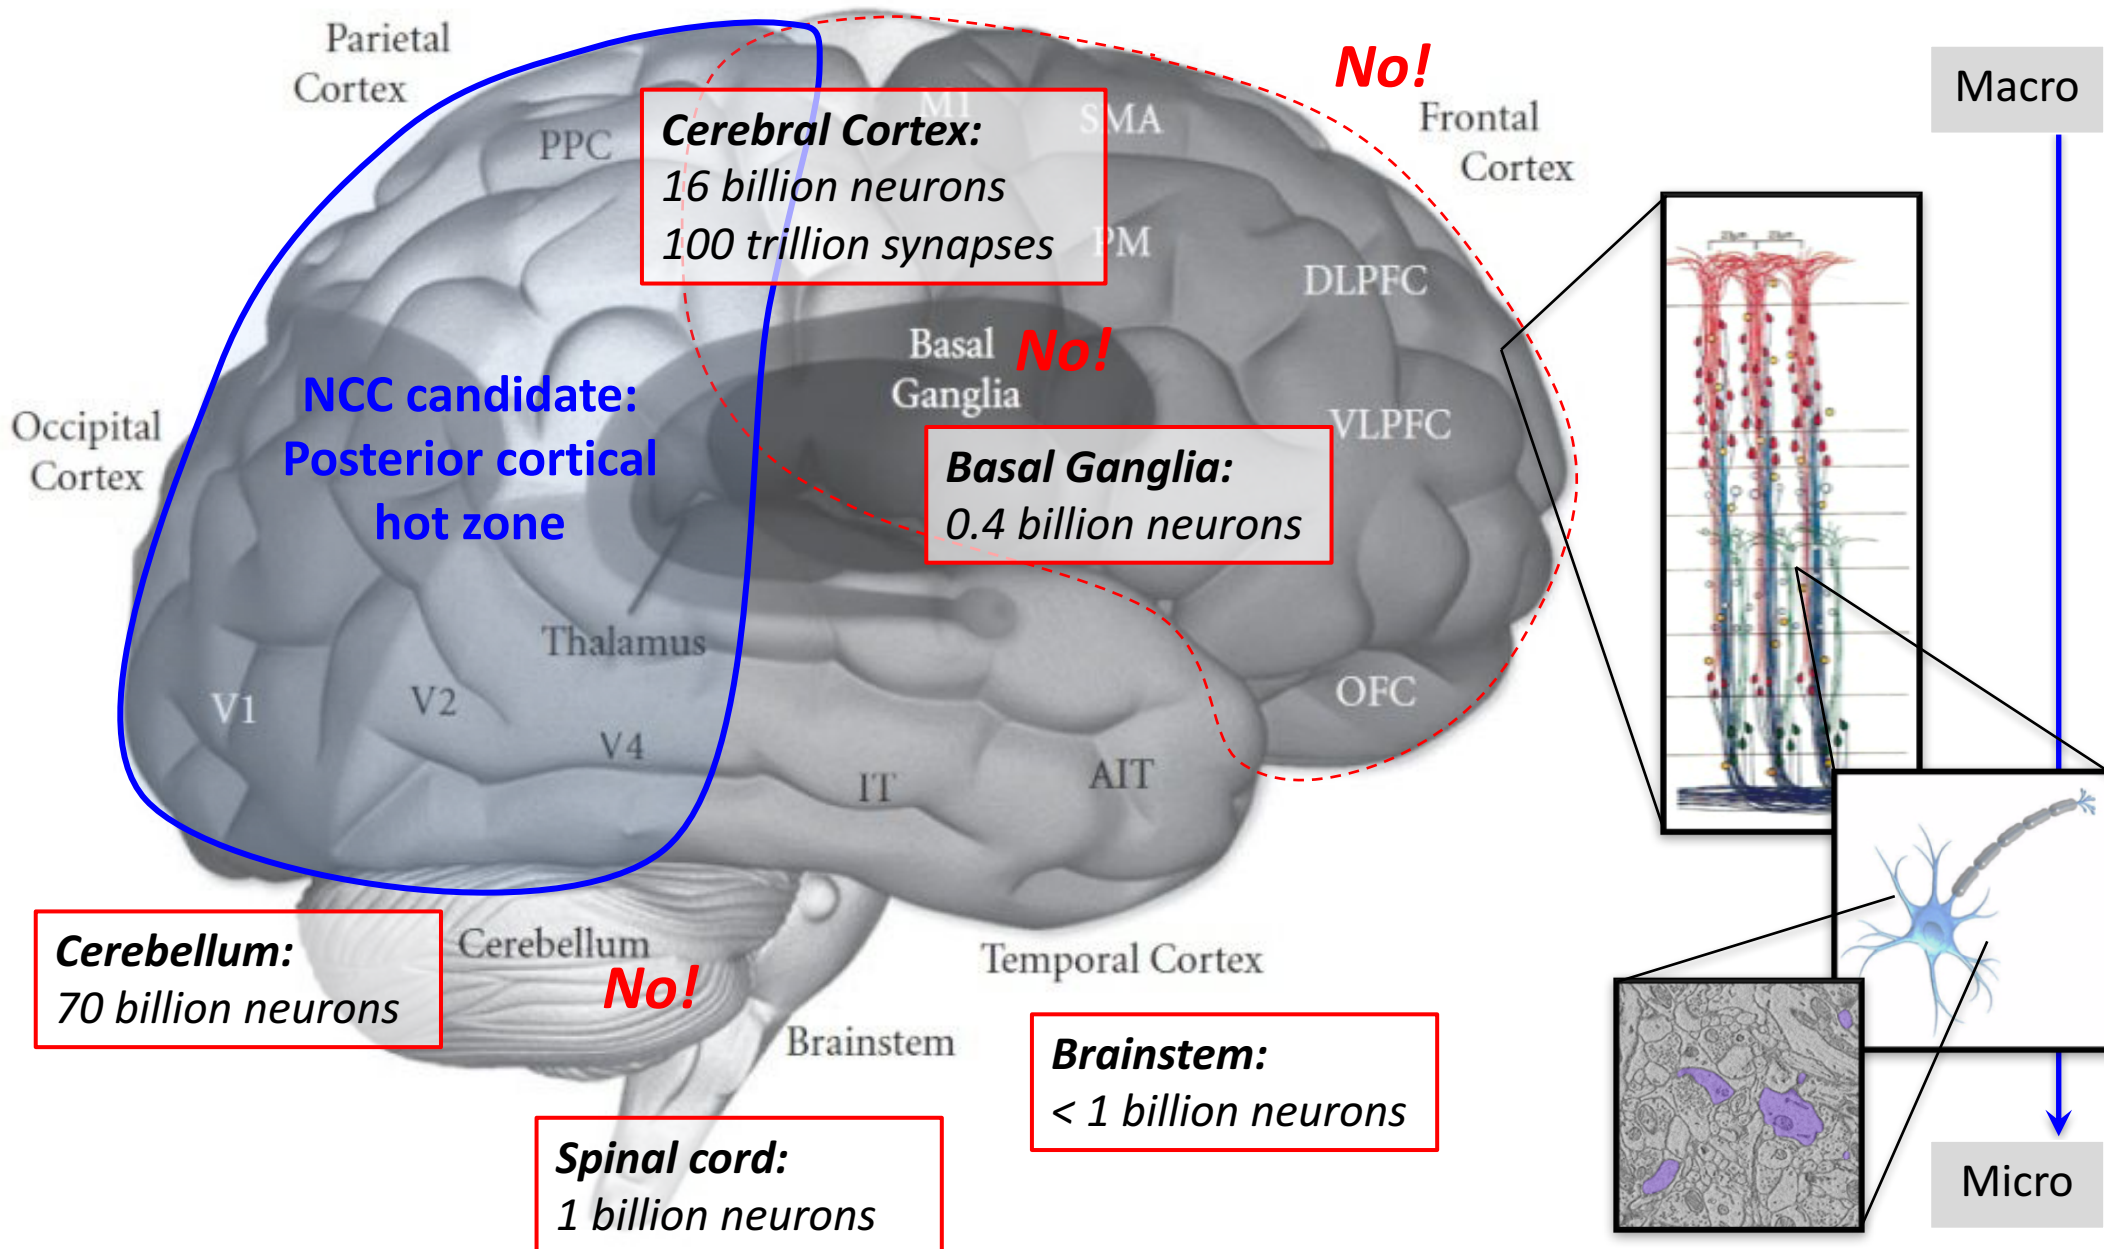 Parietal
Cortex
No!
Macro
Frontal
Cortex
M1
SMA
PPC
Cerebral Cortex:
16 billion neurons
100 trillion synapses
PM
DLPFC
Basal
Ganglia
No!
NCC candidate:
Posterior cortical
hot zone
Occipital
Cortex
VLPFC
Basal Ganglia:
0.4 billion neurons
Thalamus
V1
V2
V4
OFC
IT
AIT
Cerebellum:
70 billion neurons
Cerebellum
No!
Temporal Cortex
Brainstem
Brainstem:
< 1 billion neurons
Spinal cord:
1 billion neurons
Micro